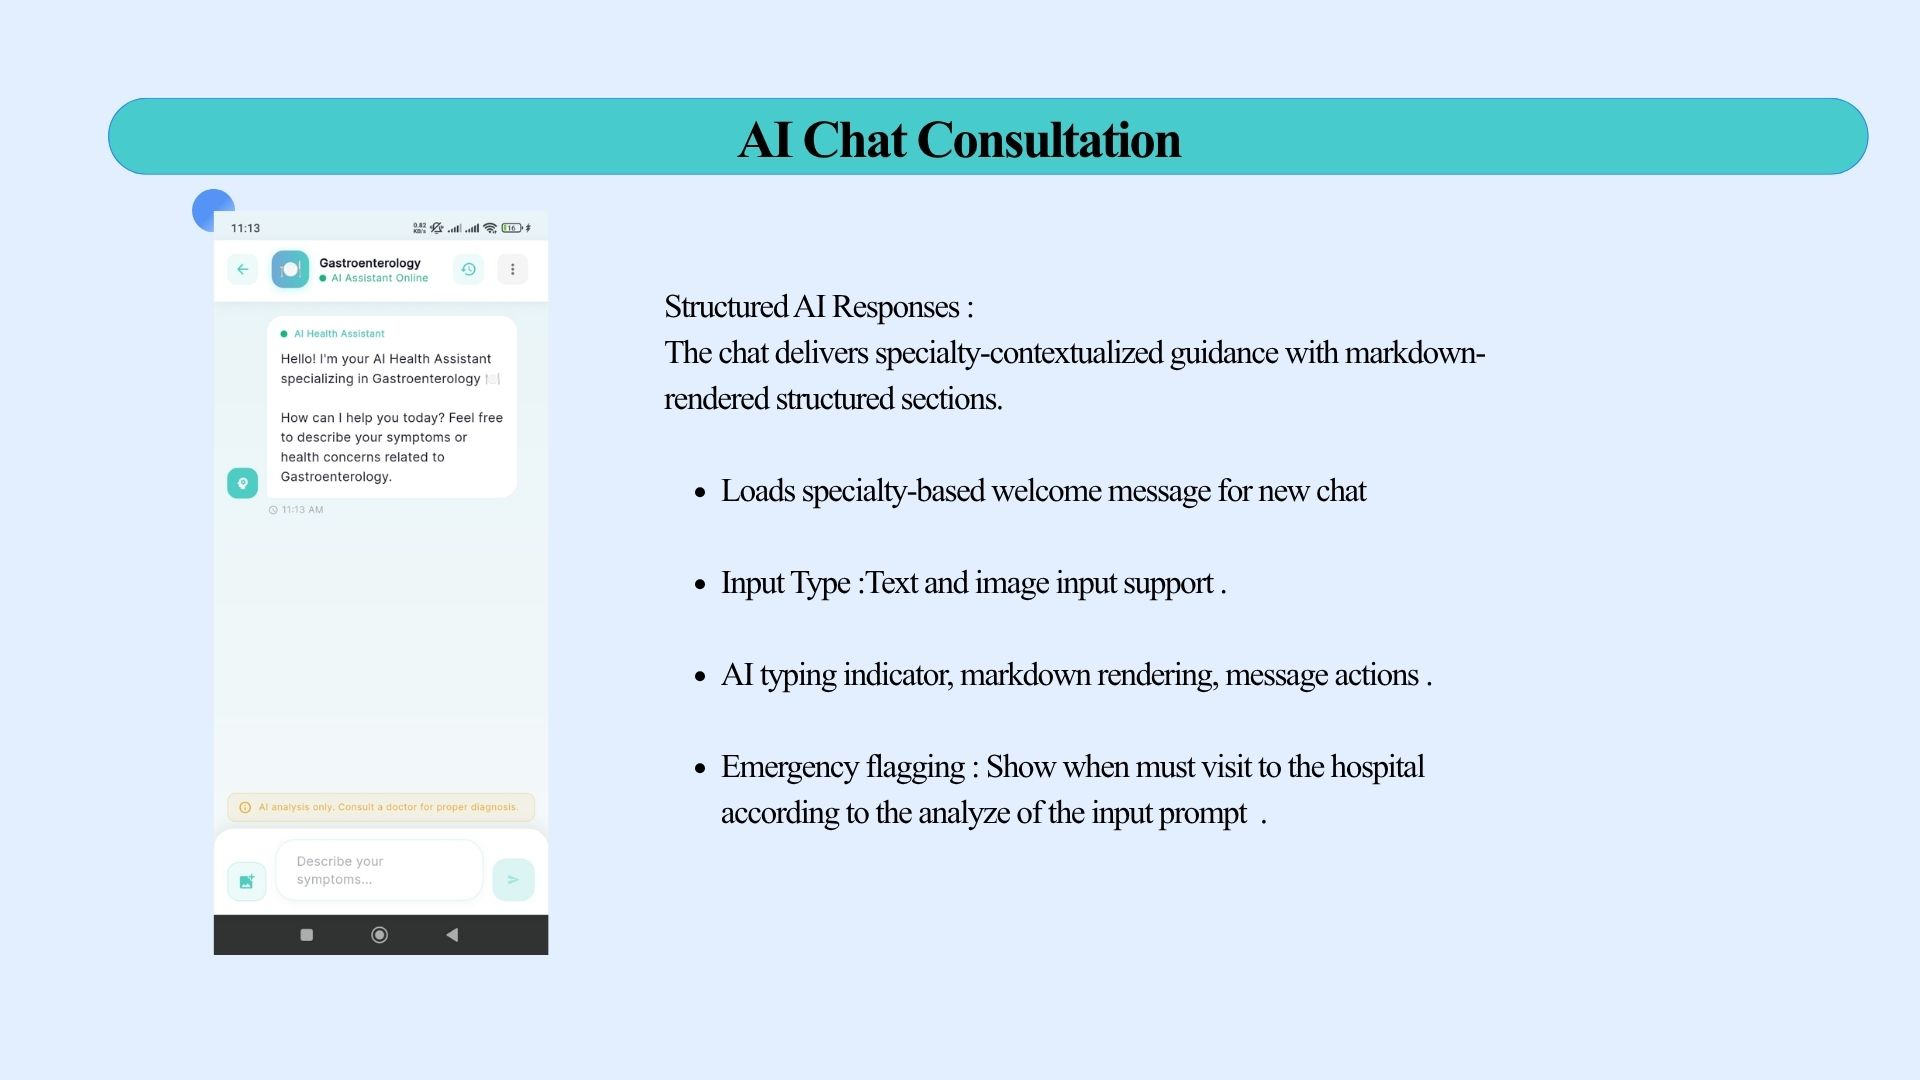 AI Chat Consultation
11:13
0.82
KB/s
16
Gastroenterology
AI Assistant Online
AI Health Assistant
Hello! I'm your AI Health Assistant
specializing in Gastroenterology 🍽️
How can I help you today? Feel free
to describe your symptoms or
health concerns related to
Gastroenterology.
11:13 AM
AI analysis only. Consult a doctor for proper diagnosis.
Describe your
symptoms...
Structured AI Responses :
The chat delivers specialty-contextualized guidance with markdown-
rendered structured sections.
• Loads specialty-based welcome message for new chat
• Input Type :Text and image input support .
• AI typing indicator, markdown rendering, message actions .
• Emergency flagging : Show when must visit to the hospital
according to the analyze of the input prompt  .